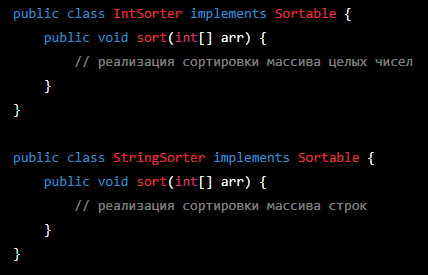 public class IntSorter implements Sortable {
    public void sort(int[] arr) {
        // реализация сортировки массива целых чисел
    }
}

public class StringSorter implements Sortable {
    public void sort(int[] arr) {
        // реализация сортировки массива строк
    }
}